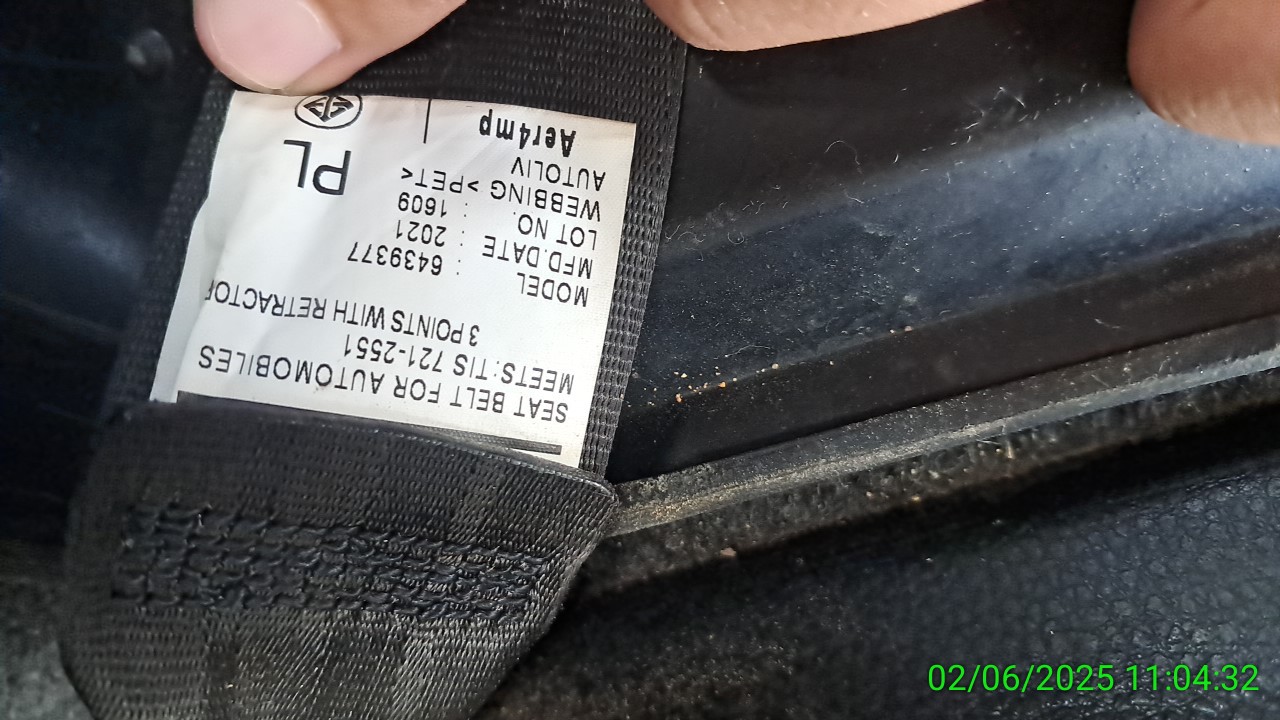 SEAT BELT FOR AUTOMOBILES
MEETS: TIS 721-2551
3 POINTS WITH RETRACTOR
MODEL : 6439377
MFD.DATE : 2021
LOT NO. : 1609
WEBBING >PET<
AUTOLIV
PL
Aer4mp
02/06/2025 11:04:32